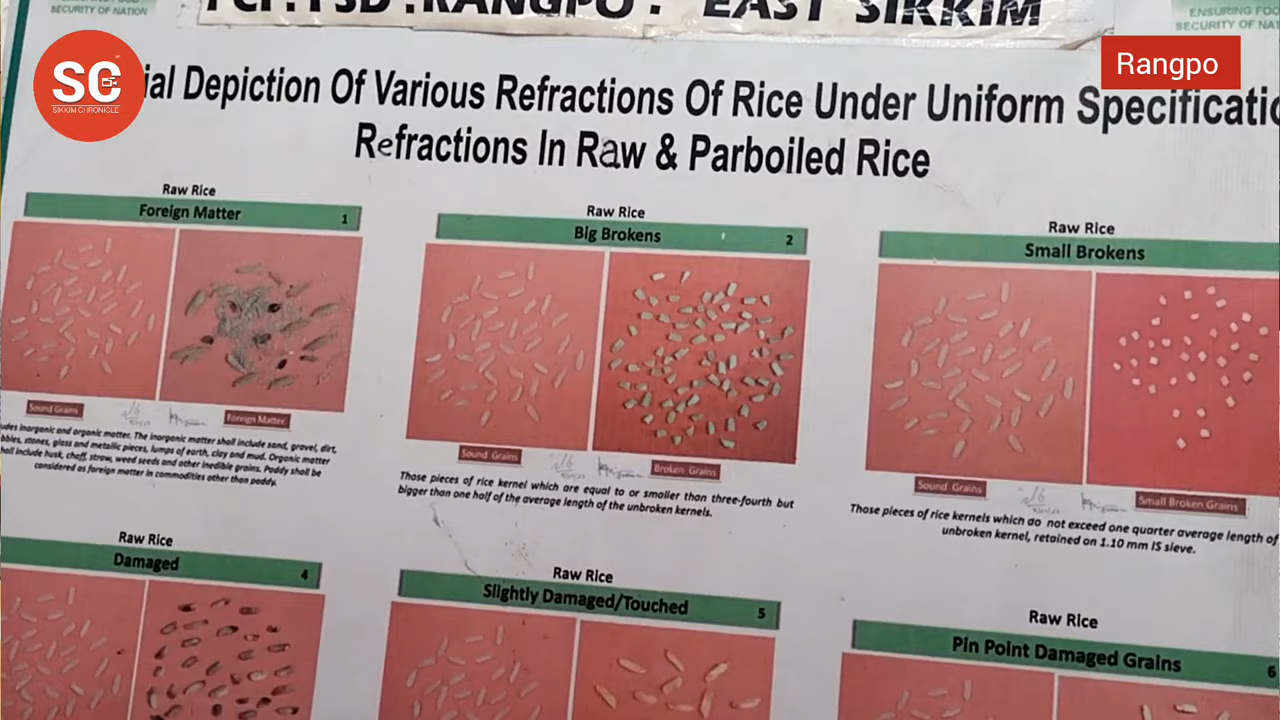 OF NATION
SECURITY
FCI : FSD : RANGPO : EAST SIKKIM
ENSURING FOO
SECURITY OF NAT
SC
SIKKIM CHRONICLE
Rangpo
ial Depiction Of Various Refractions Of Rice Under Uniform Specificatio
Refractions In Raw & Parboiled Rice
Raw Rice
Foreign Matter 1
Sound Grains
Foreign Matter
udes inorganic and organic matter. The inorganic matter shall include sand, gravel, dirt,
bbles, stones, glass and metallic pieces, lumps of earth, clay and mud. Organic matter
hall include husk, chaff, straw, weed seeds and other inedible grains. Paddy shall be
considered as foreign matter in commodities other than paddy.
Raw Rice
Big Brokens 2
Sound Grains
Broken Grains
Those pieces of rice kernel which are equal to or smaller than three-fourth but
bigger than one half of the average length of the unbroken kernels.
Raw Rice
Small Brokens
Sound Grains
Small Broken Grains
Those pieces of rice kernels which do not exceed one quarter average length of
unbroken kernel, retained on 1.10 mm IS sieve.
Raw Rice
Damaged 4
Raw Rice
Slightly Damaged/Touched 5
Raw Rice
Pin Point Damaged Grains 6